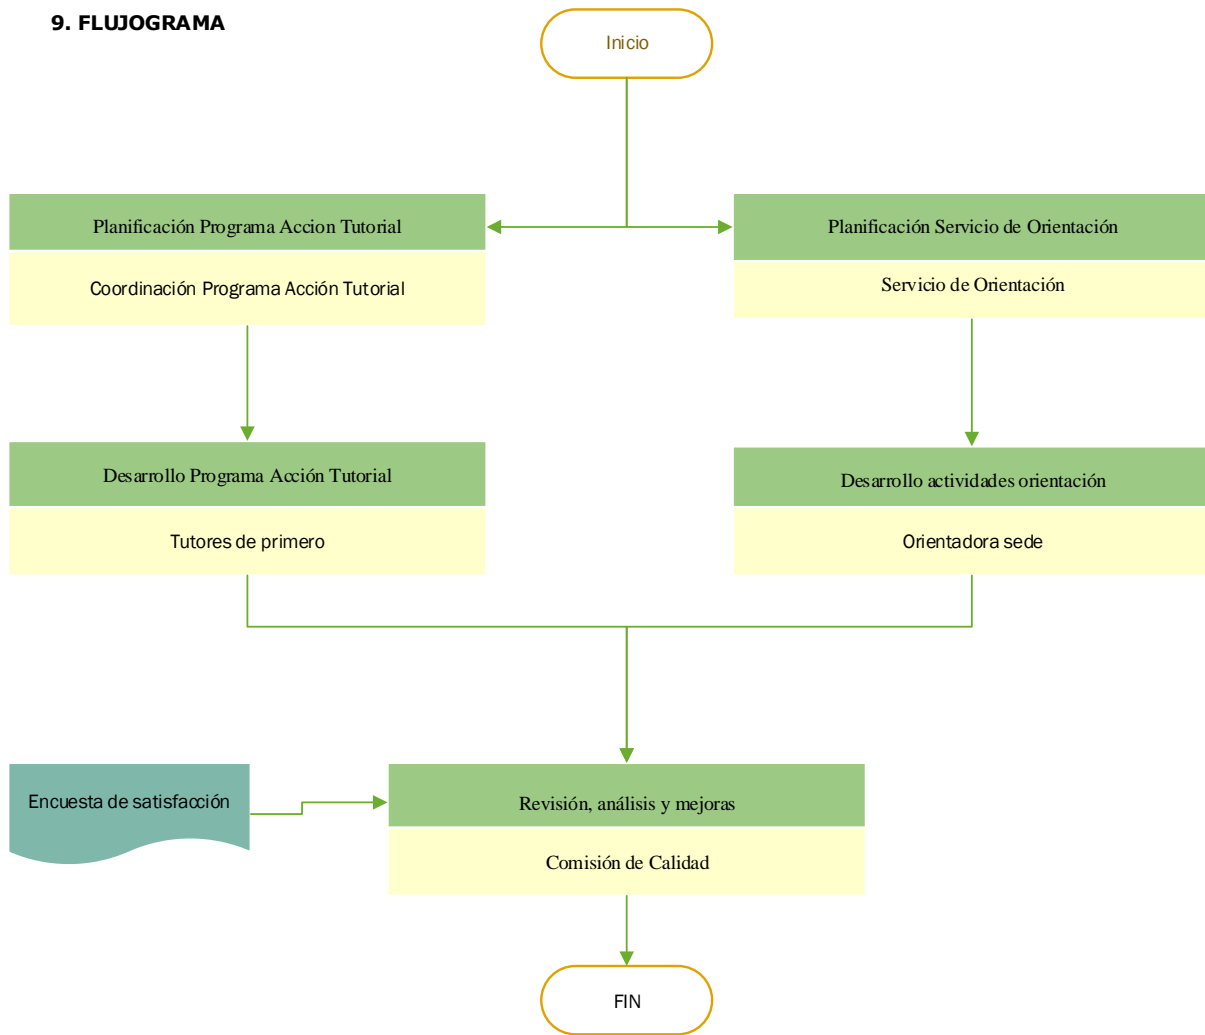 9. FLUJOGRAMA
Inicio
Planificación Programa Accion Tutorial
Coordinación Programa Acción Tutorial
Planificación Servicio de Orientación
Servicio de Orientación
Desarrollo Programa Acción Tutorial
Tutores de primero
Desarrollo actividades orientación
Orientadora sede
Encuesta de satisfacción
Revisión, análisis y mejoras
Comisión de Calidad
FIN